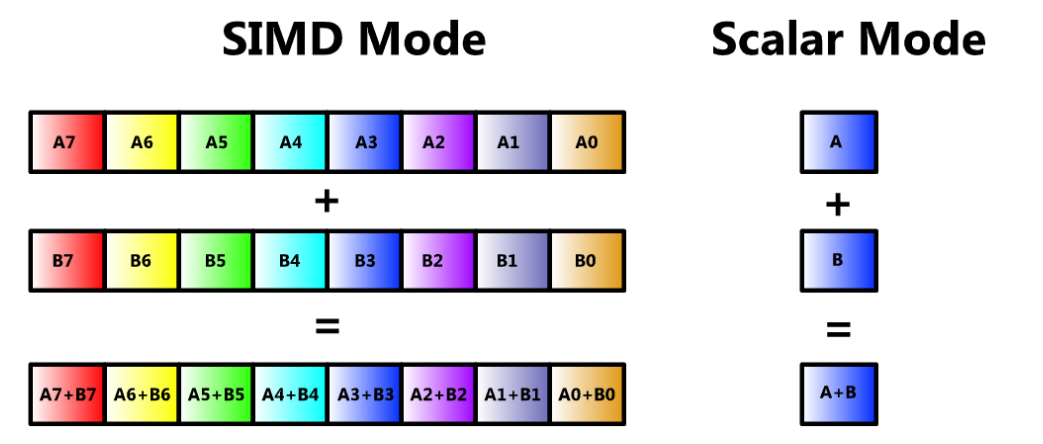 SIMD Mode
Scalar Mode
A7 A6 A5 A4 A3 A2 A1 A0
+
B7 B6 B5 B4 B3 B2 B1 B0
=
A7+B7 A6+B6 A5+B5 A4+B4 A3+B3 A2+B2 A1+B1 A0+B0
A
+
B
=
A+B